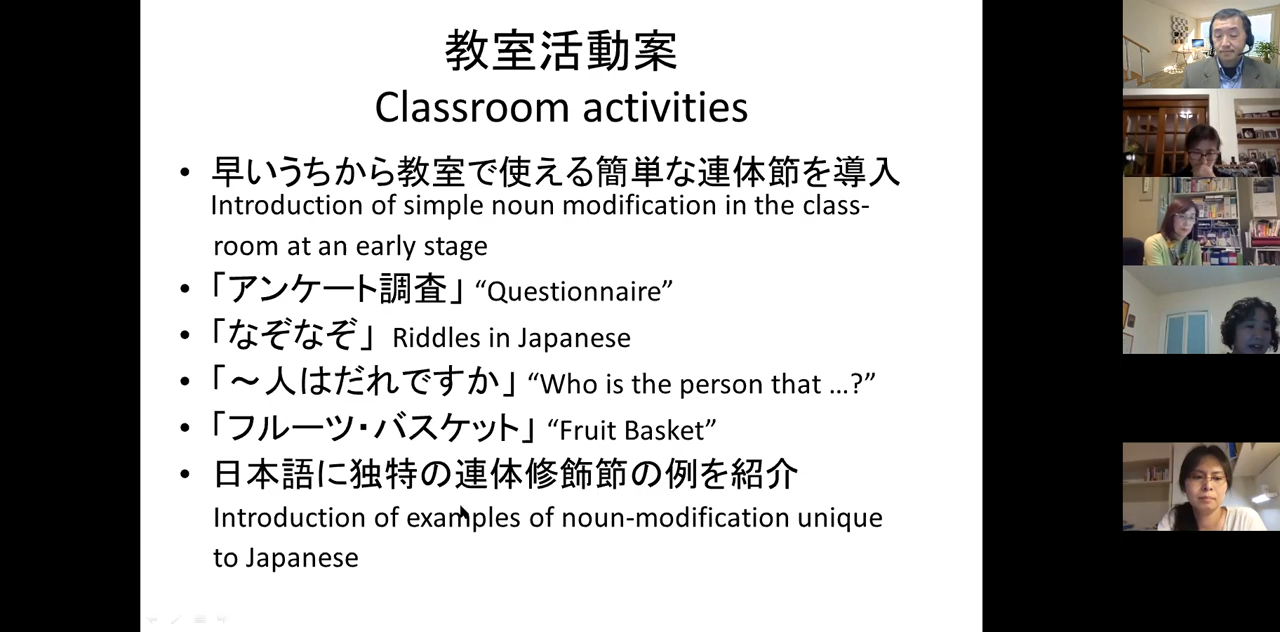 教室活動案
Classroom activities
• 早いうちから教室で使える簡単な連体節を導入
Introduction of simple noun modification in the class-
room at an early stage
• 「アンケート調査」 “Questionnaire”
• 「なぞなぞ」 Riddles in Japanese
• 「～人はだれですか」 “Who is the person that …?”
• 「フルーツ・バスケット」 “Fruit Basket”
• 日本語に独特の連体修飾節の例を紹介
Introduction of examples of noun-modification unique
to Japanese